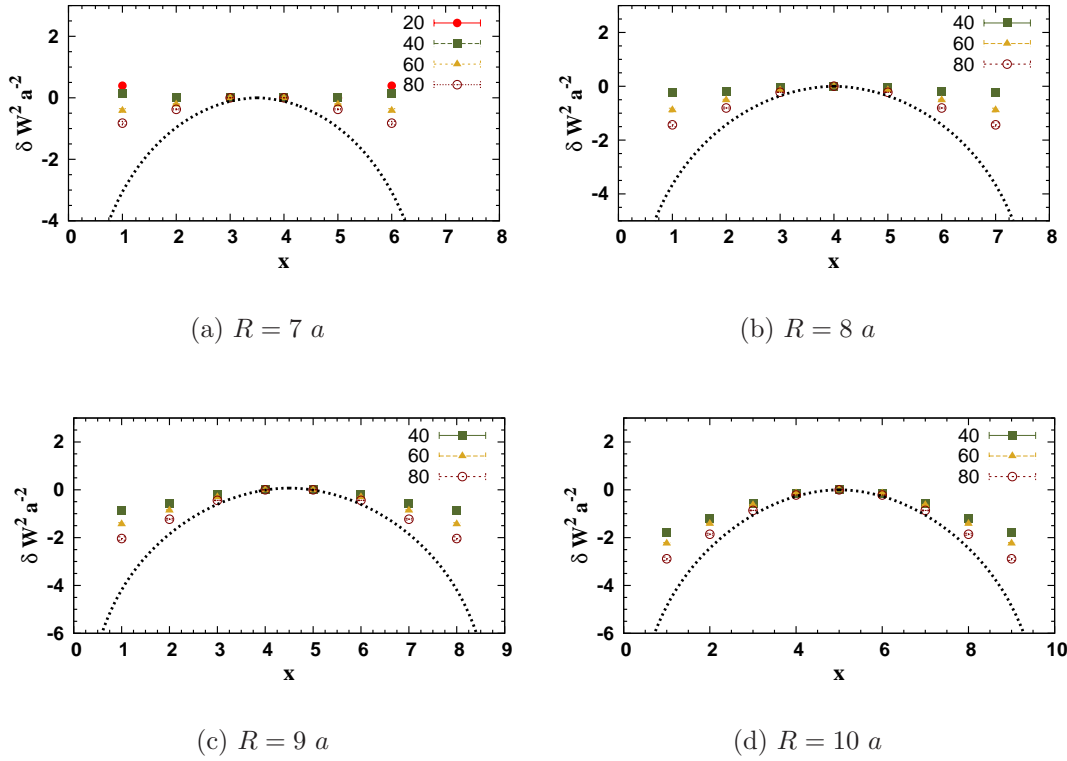 20
40
60
80
2
0
-2
-4
δ W² a⁻²
0 1 2 3 4 5 6 7 8
x
(a) R = 7 a
40
60
80
2
0
-2
-4
δ W² a⁻²
0 1 2 3 4 5 6 7 8
x
(b) R = 8 a
40
60
80
2
0
-2
-4
-6
δ W² a⁻²
0 1 2 3 4 5 6 7 8 9
x
(c) R = 9 a
40
60
80
2
0
-2
-4
-6
δ W² a⁻²
0 2 4 6 8 10
x
(d) R = 10 a